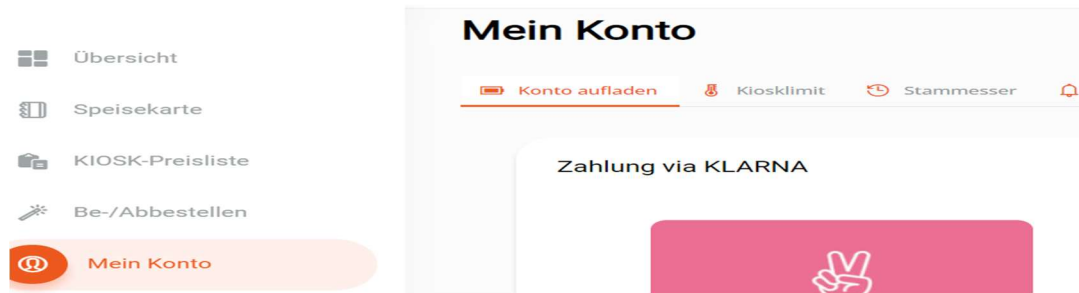 Übersicht
Speisekarte
KIOSK-Preisliste
Be-/Abbestellen
Mein Konto
Mein Konto
Konto aufladen Kiosklimit Stammesser
Zahlung via KLARNA